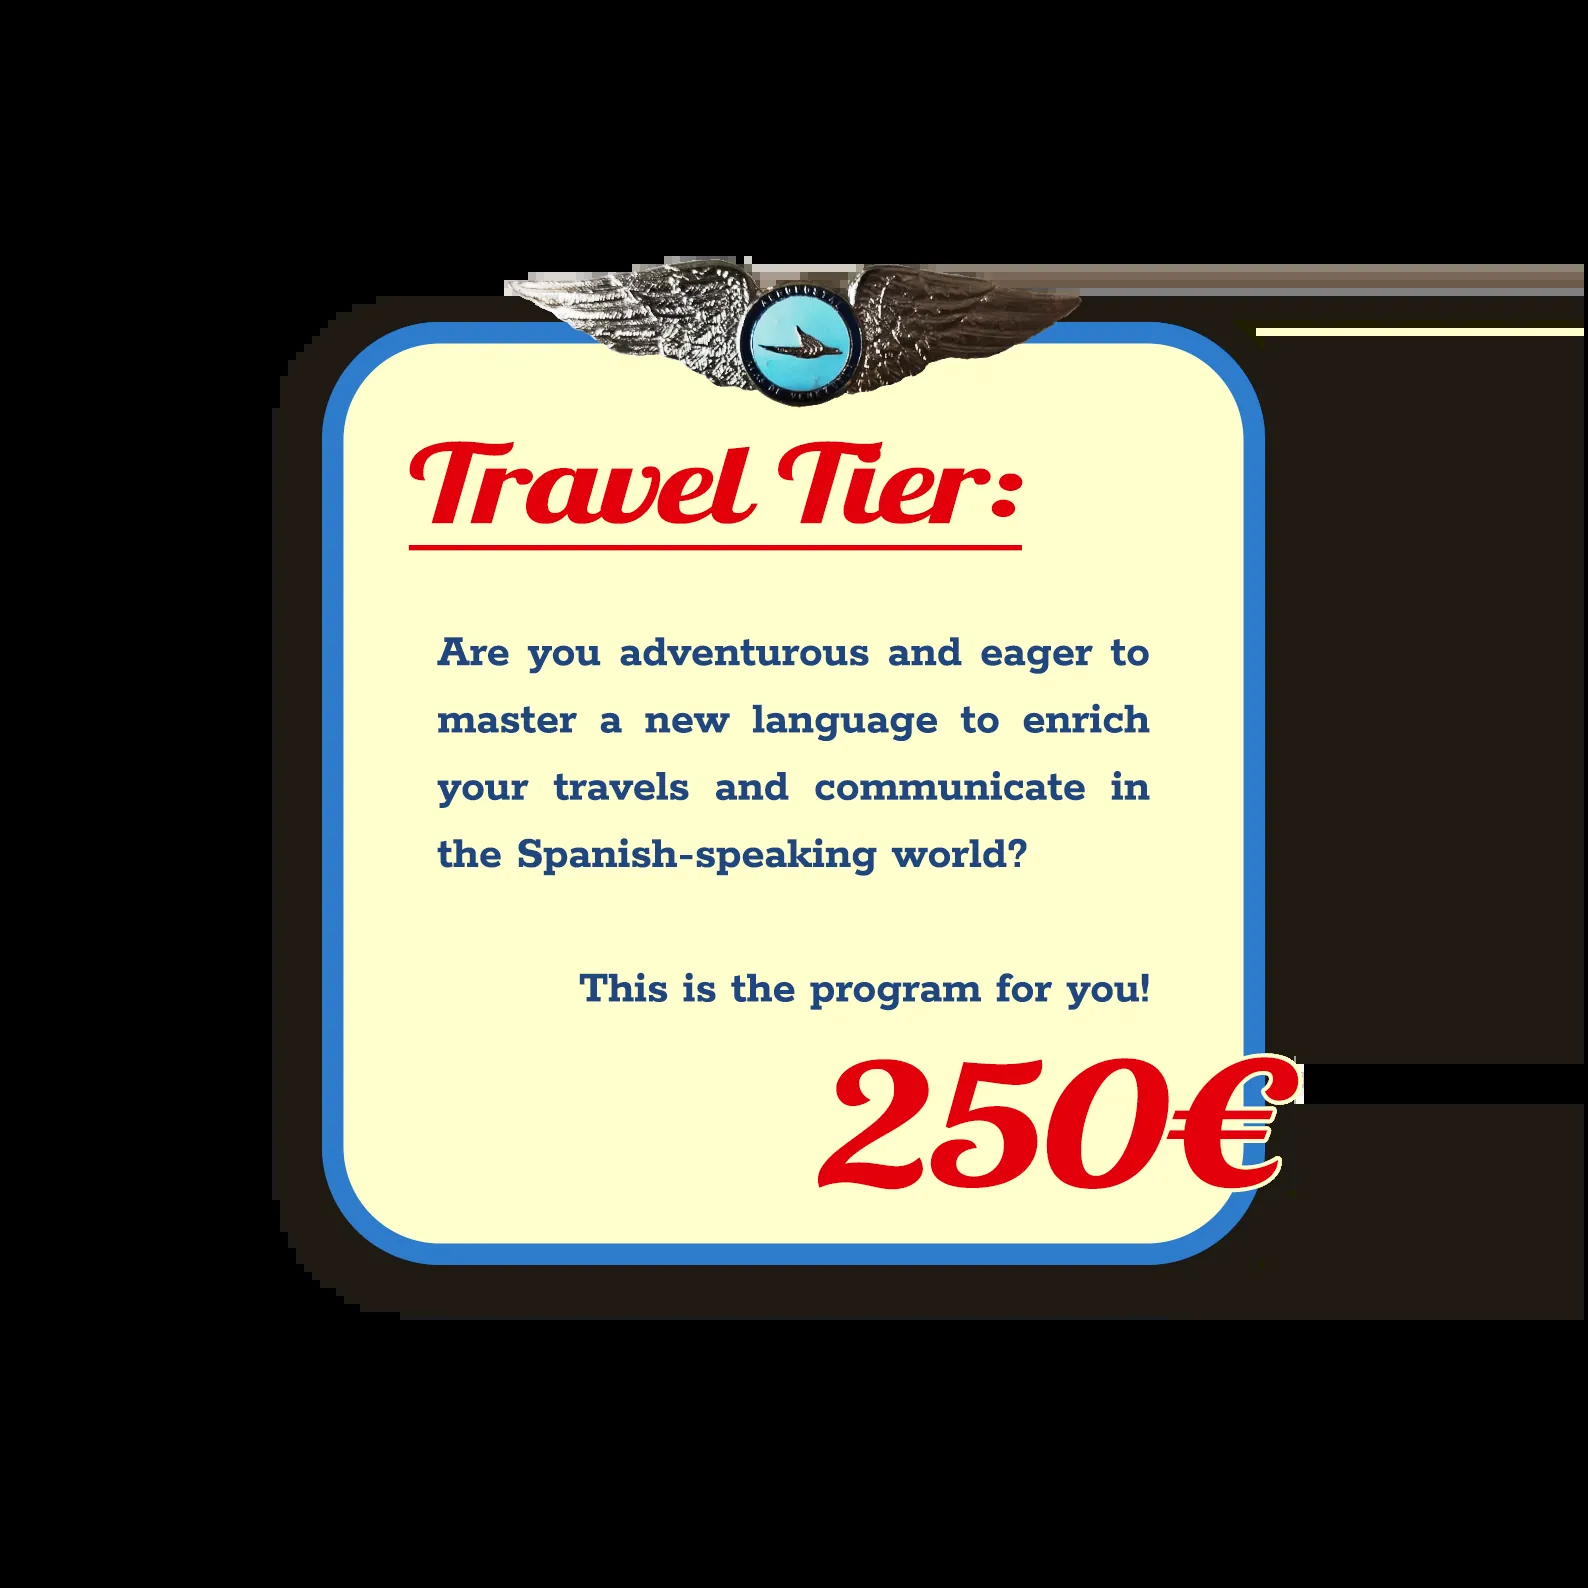 Travel Tier:
Are you adventurous and eager to
master a new language to enrich
your travels and communicate in
the Spanish-speaking world?
This is the program for you!
250€